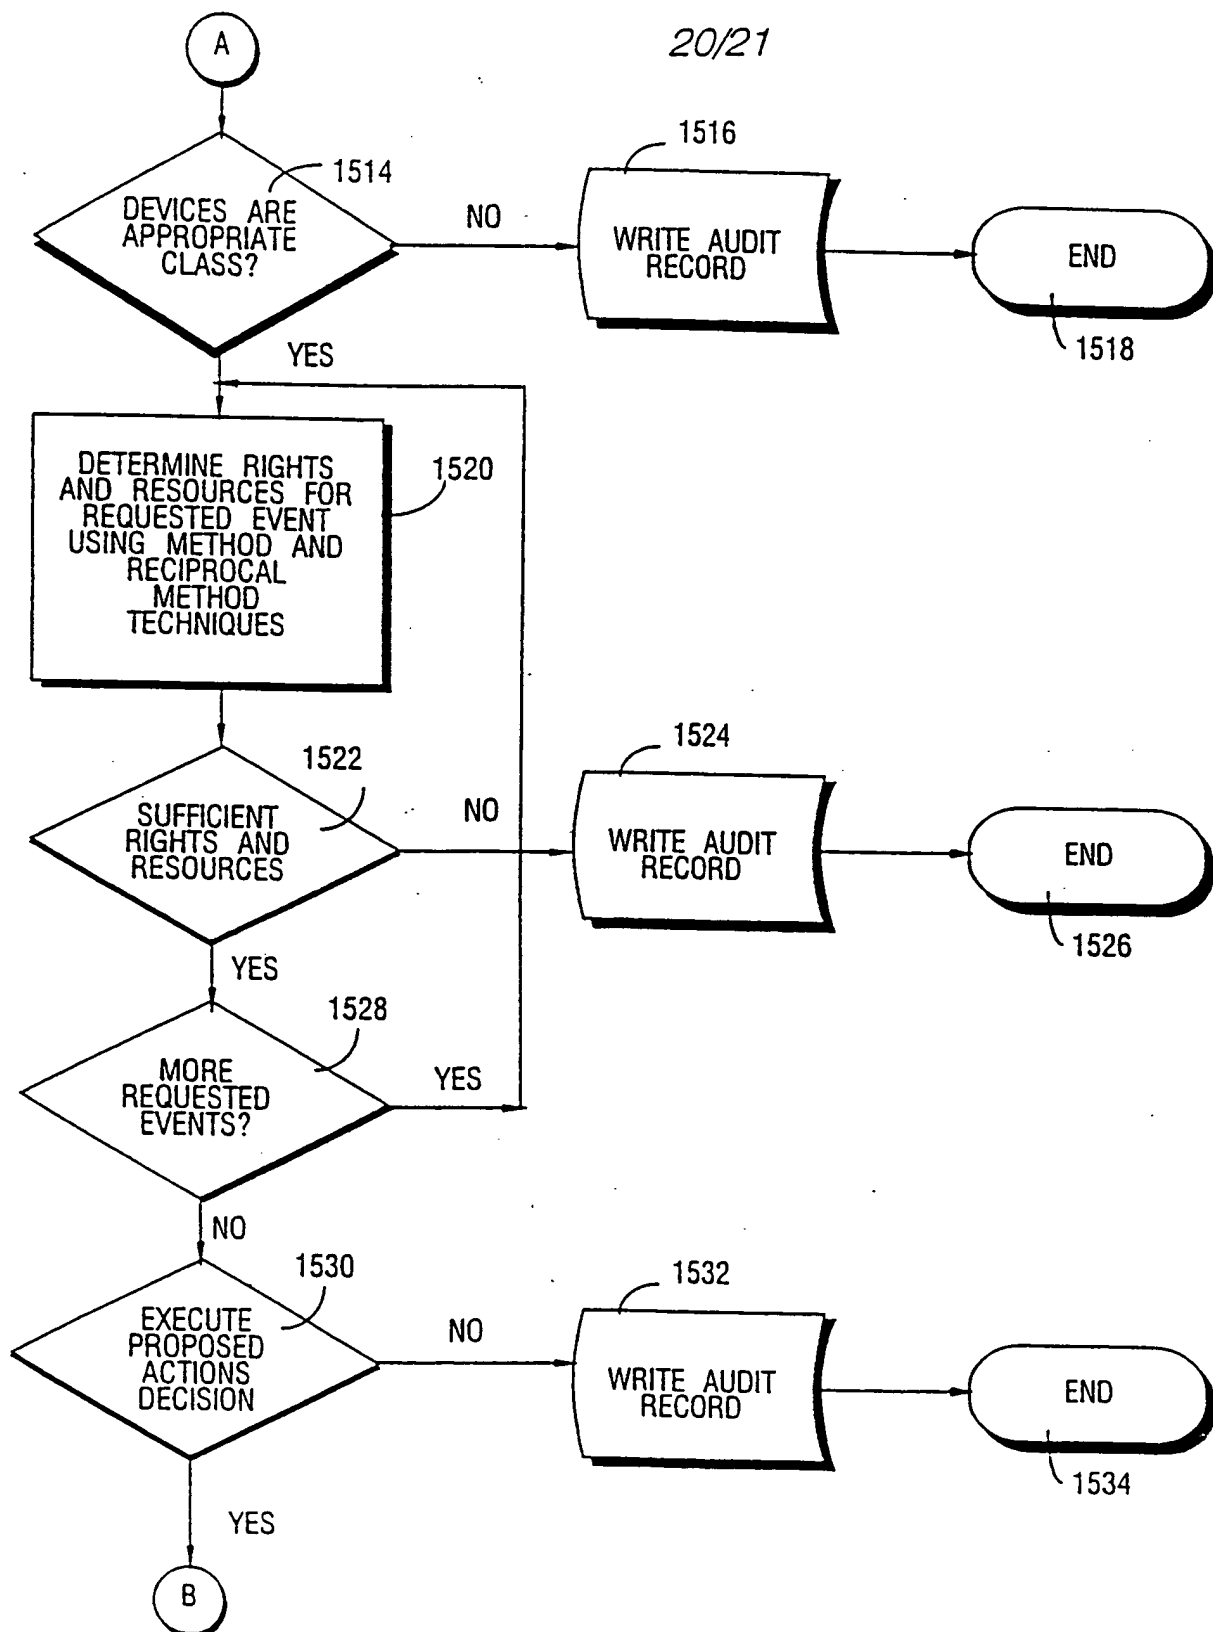 A
20/21
1514
DEVICES ARE
APPROPRIATE
CLASS?
NO
1516
WRITE AUDIT
RECORD
END
1518
YES
DETERMINE RIGHTS
AND RESOURCES FOR
REQUESTED EVENT
USING METHOD AND
RECIPROCAL
METHOD
TECHNIQUES
1520
1522
SUFFICIENT
RIGHTS AND
RESOURCES
NO
1524
WRITE AUDIT
RECORD
END
1526
YES
1528
MORE
REQUESTED
EVENTS?
YES
NO
1530
EXECUTE
PROPOSED
ACTIONS
DECISION
NO
1532
WRITE AUDIT
RECORD
END
1534
YES
B